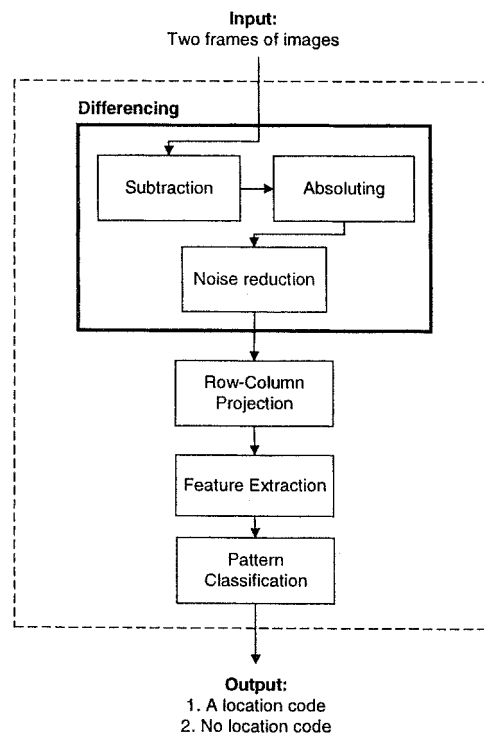 Input:
Two frames of images
Differencing
Subtraction
Absoluting
Noise reduction
Row-Column
Projection
Feature Extraction
Pattern
Classification
Output:
1. A location code
2. No location code